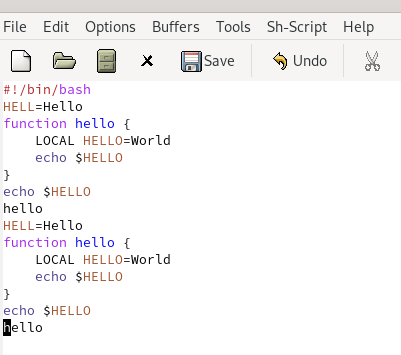 File Edit Options Buffers Tools Sh-Script Help
Save Undo
#!/bin/bash
HELL=Hello
function hello {
    LOCAL HELLO=World
    echo $HELLO
}
echo $HELLO
hello
HELL=Hello
function hello {
    LOCAL HELLO=World
    echo $HELLO
}
echo $HELLO
hello